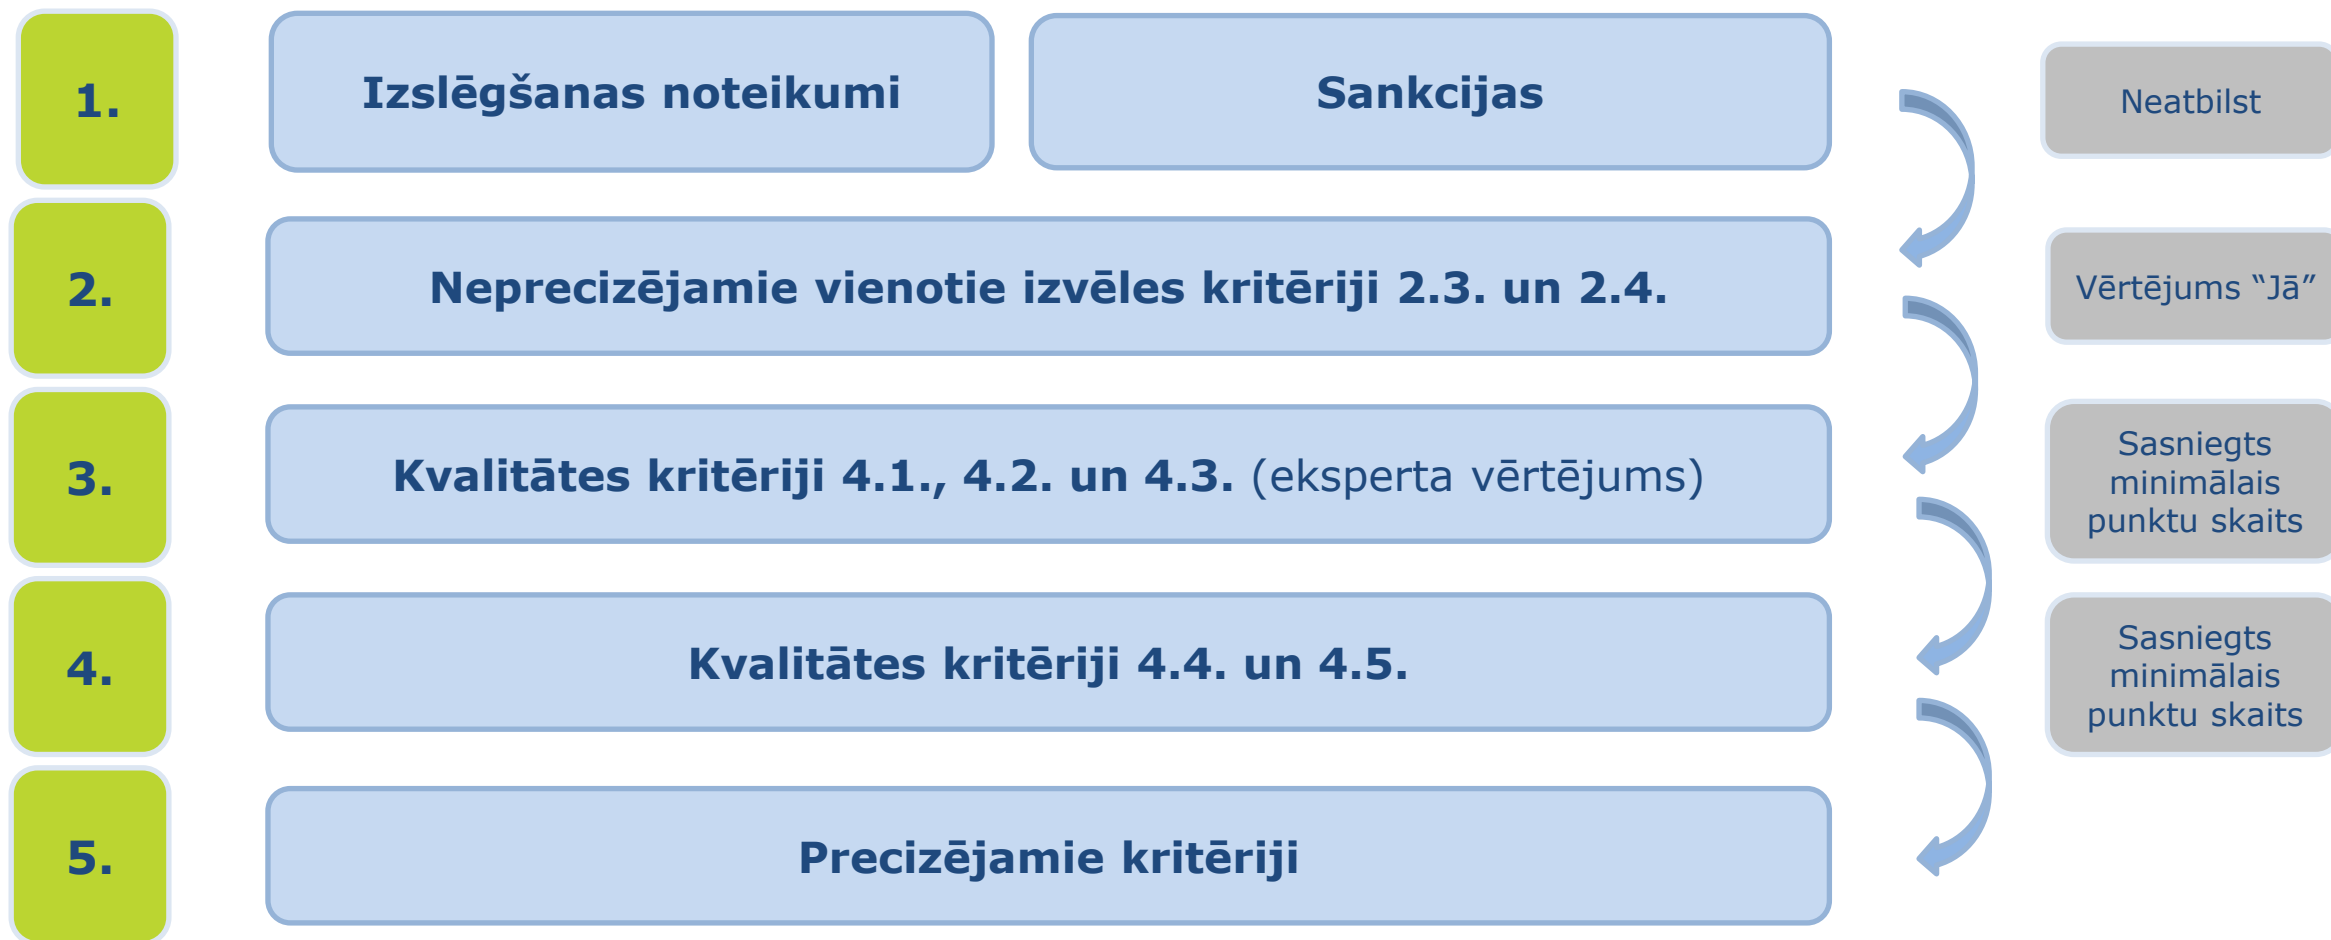 1.
Izslēgšanas noteikumi
Sankcijas
Neatbilst
2.
Neprecizējamie vienotie izvēles kritēriji 2.3. un 2.4.
Vērtējums “Jā”
3.
Kvalitātes kritēriji 4.1., 4.2. un 4.3. (eksperta vērtējums)
Sasniegts
minimālais
punktu skaits
4.
Kvalitātes kritēriji 4.4. un 4.5.
Sasniegts
minimālais
punktu skaits
5.
Precizējamie kritēriji